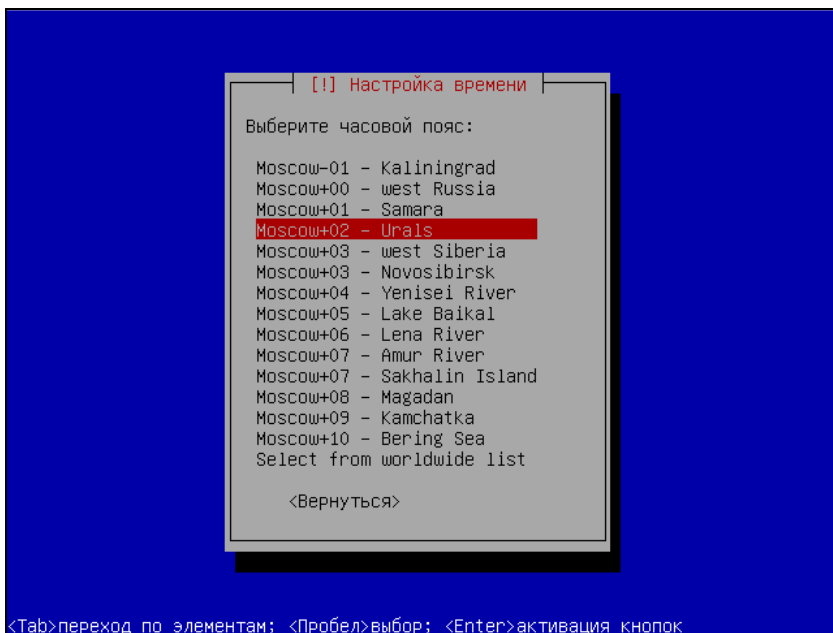 [!] Настройка времени
Выберите часовой пояс:
Moscow-01 - Kaliningrad
Moscow+00 - west Russia
Moscow+01 - Samara
Moscow+02 - Urals
Moscow+03 - west Siberia
Moscow+03 - Novosibirsk
Moscow+04 - Yenisei River
Moscow+05 - Lake Baikal
Moscow+06 - Lena River
Moscow+07 - Amur River
Moscow+07 - Sakhalin Island
Moscow+08 - Magadan
Moscow+09 - Kamchatka
Moscow+10 - Bering Sea
Select from worldwide list
<Вернуться>
<Tab>переход по элементам; <Пробел>выбор; <Enter>активация кнопок